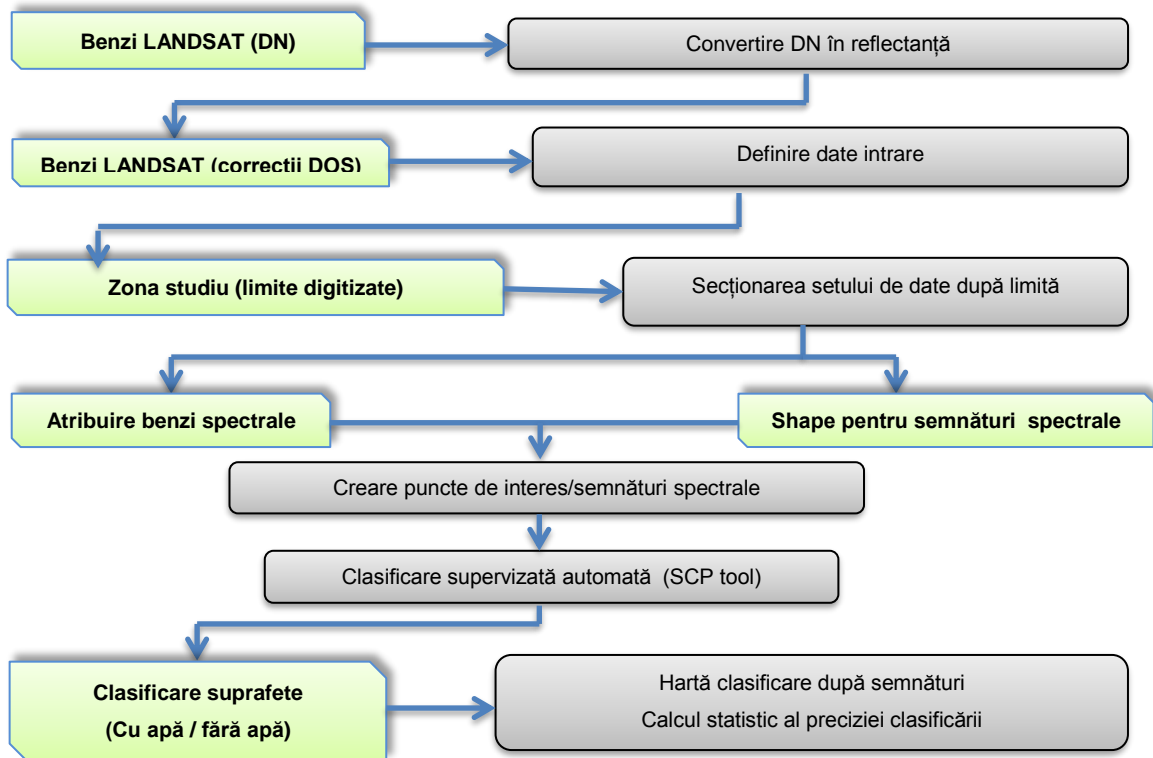 Benzi LANDSAT (DN)
Convertire DN în reflectanță
Benzi LANDSAT (corectii DOS)
Definire date intrare
Zona studiu (limite digitizate)
Secționarea setului de date după limită
Atribuire benzi spectrale
Shape pentru semnături spectrale
Creare puncte de interes/semnături spectrale
Clasificare supervizată automată (SCP tool)
Clasificare suprafete
(Cu apă / fără apă)
Hartă clasificare după semnături
Calcul statistic al preciziei clasificării